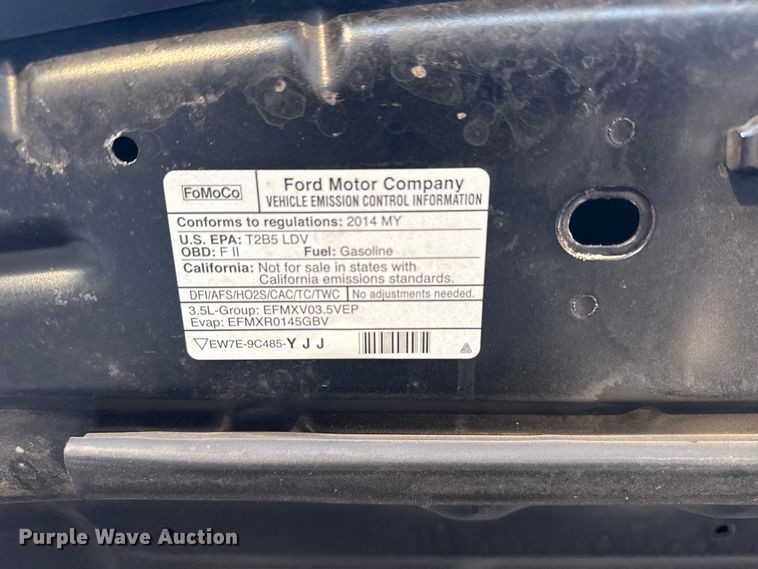 FoMoCo
Ford Motor Company
VEHICLE EMISSION CONTROL INFORMATION
Conforms to regulations: 2014 MY
U.S. EPA: T2B5 LDV
OBD: F II Fuel: Gasoline
California: Not for sale in states with
California emissions standards.
DFI/AFS/HO2S/CAC/TC/TWC No adjustments needed.
3.5L-Group: EFMXV03.5VEP
Evap: EFMXR0145GBV
EW7E-9C485-YJJ
Purple Wave Auction